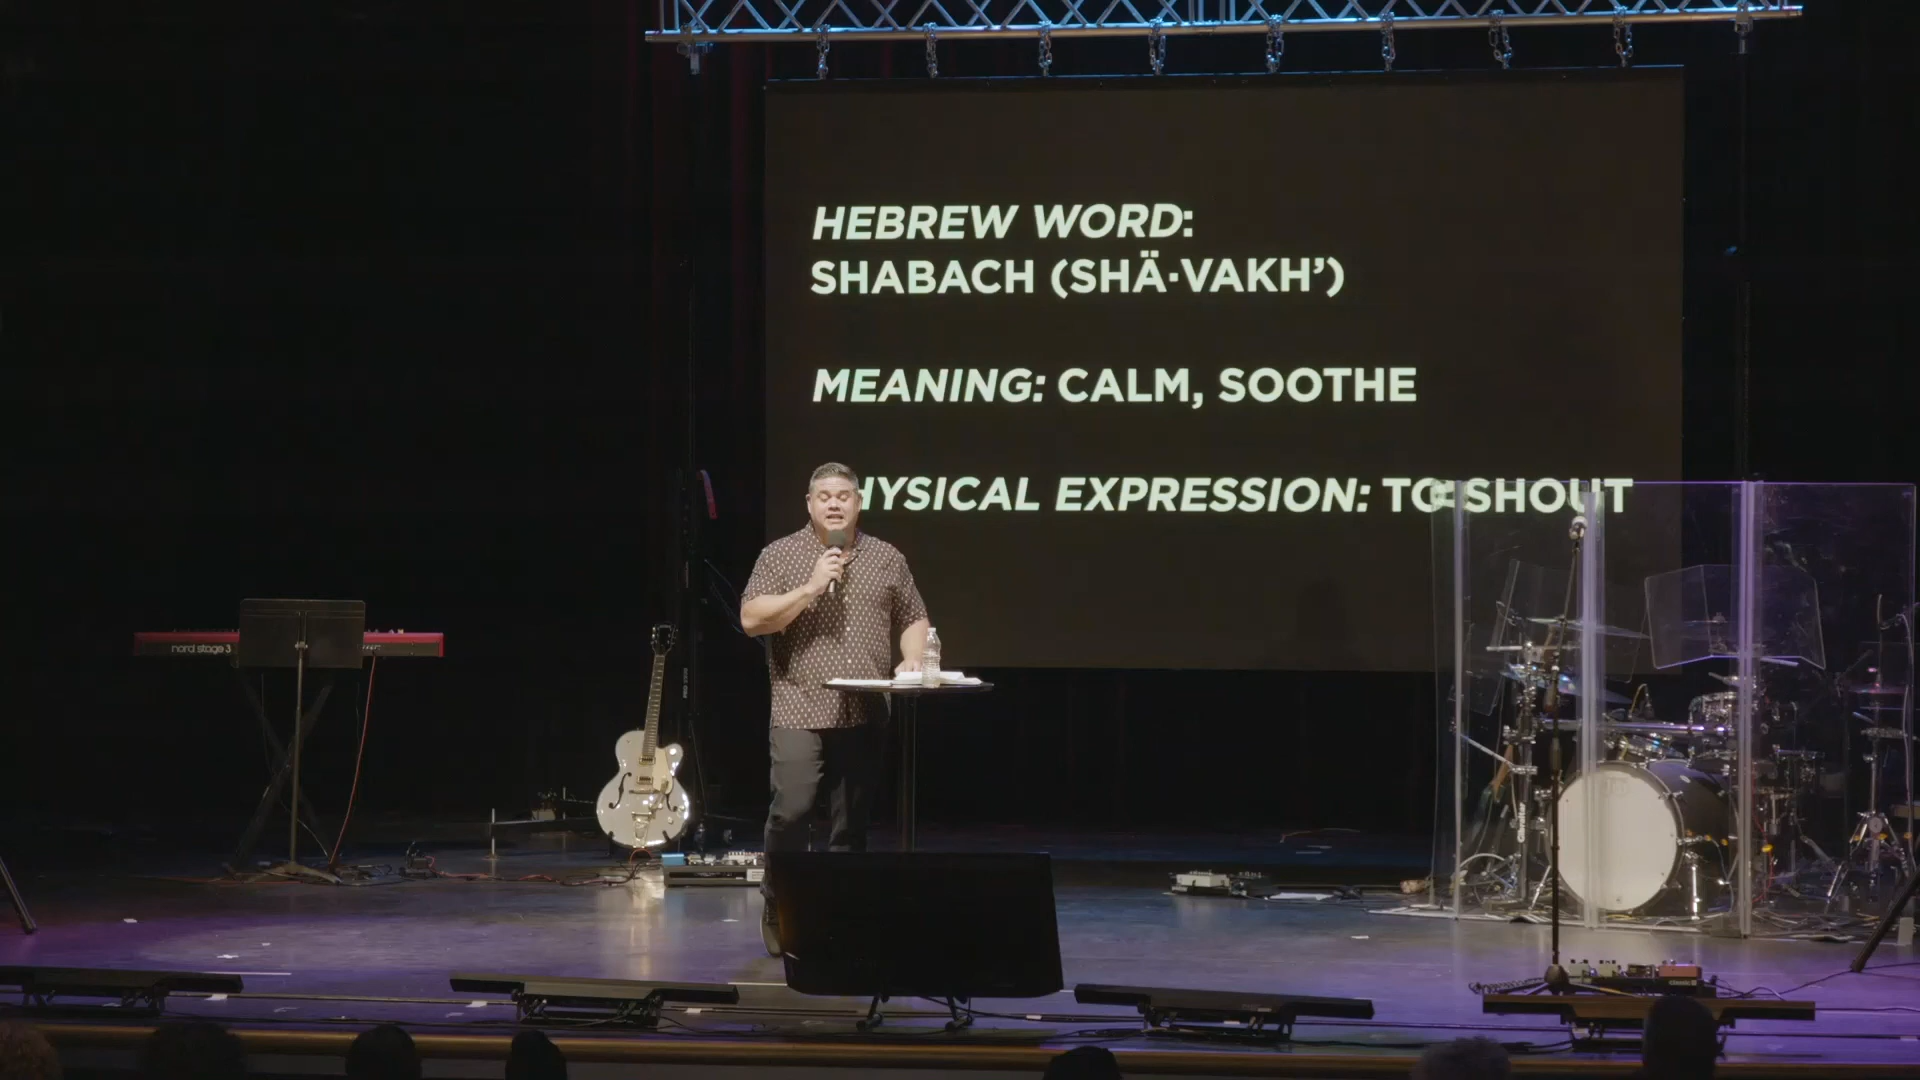 HEBREW WORD:
SHABACH (SHÄ·VAKH’)
MEANING: CALM, SOOTHE
HYSICAL EXPRESSION: TO SHOUT
nord stage 3